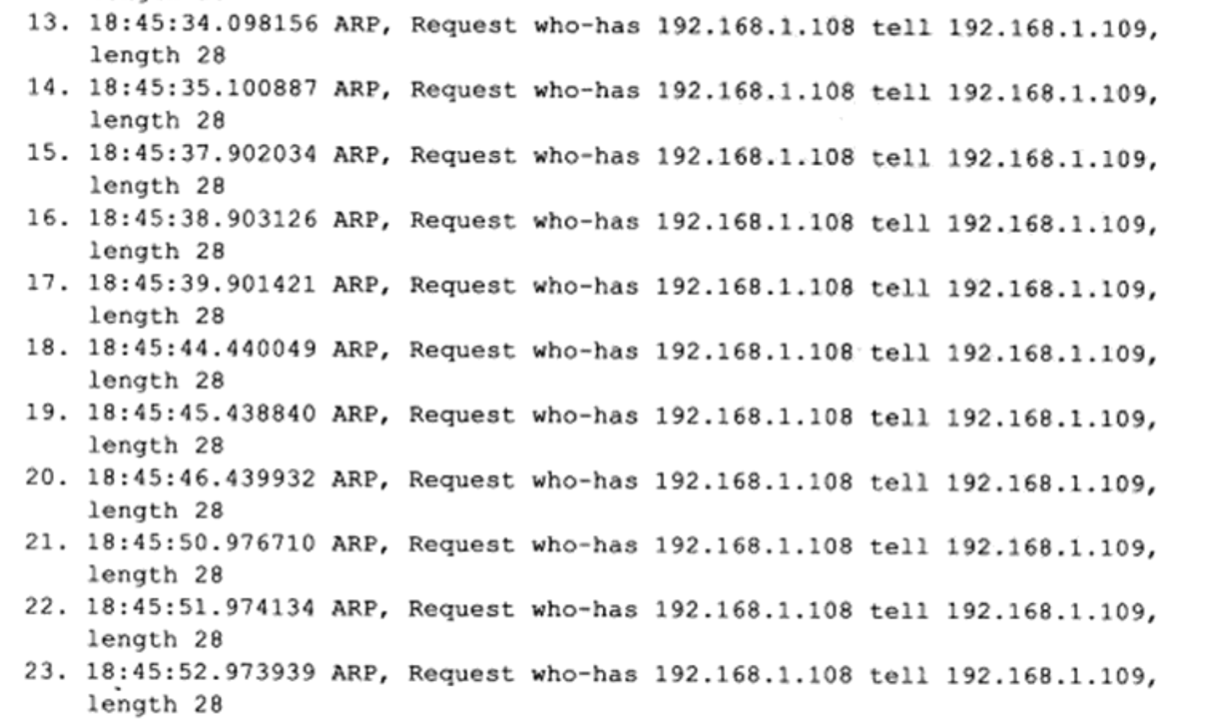 13. 18:45:34.098156 ARP, Request who-has 192.168.1.108 tell 192.168.1.109,
length 28
14. 18:45:35.100887 ARP, Request who-has 192.168.1.108 tell 192.168.1.109,
length 28
15. 18:45:37.902034 ARP, Request who-has 192.168.1.108 tell 192.168.1.109,
length 28
16. 18:45:38.903126 ARP, Request who-has 192.168.1.108 tell 192.168.1.109,
length 28
17. 18:45:39.901421 ARP, Request who-has 192.168.1.108 tell 192.168.1.109,
length 28
18. 18:45:44.440049 ARP, Request who-has 192.168.1.108 tell 192.168.1.109,
length 28
19. 18:45:45.438840 ARP, Request who-has 192.168.1.108 tell 192.168.1.109,
length 28
20. 18:45:46.439932 ARP, Request who-has 192.168.1.108 tell 192.168.1.109,
length 28
21. 18:45:50.976710 ARP, Request who-has 192.168.1.108 tell 192.168.1.109,
length 28
22. 18:45:51.974134 ARP, Request who-has 192.168.1.108 tell 192.168.1.109,
length 28
23. 18:45:52.973939 ARP, Request who-has 192.168.1.108 tell 192.168.1.109,
length 28